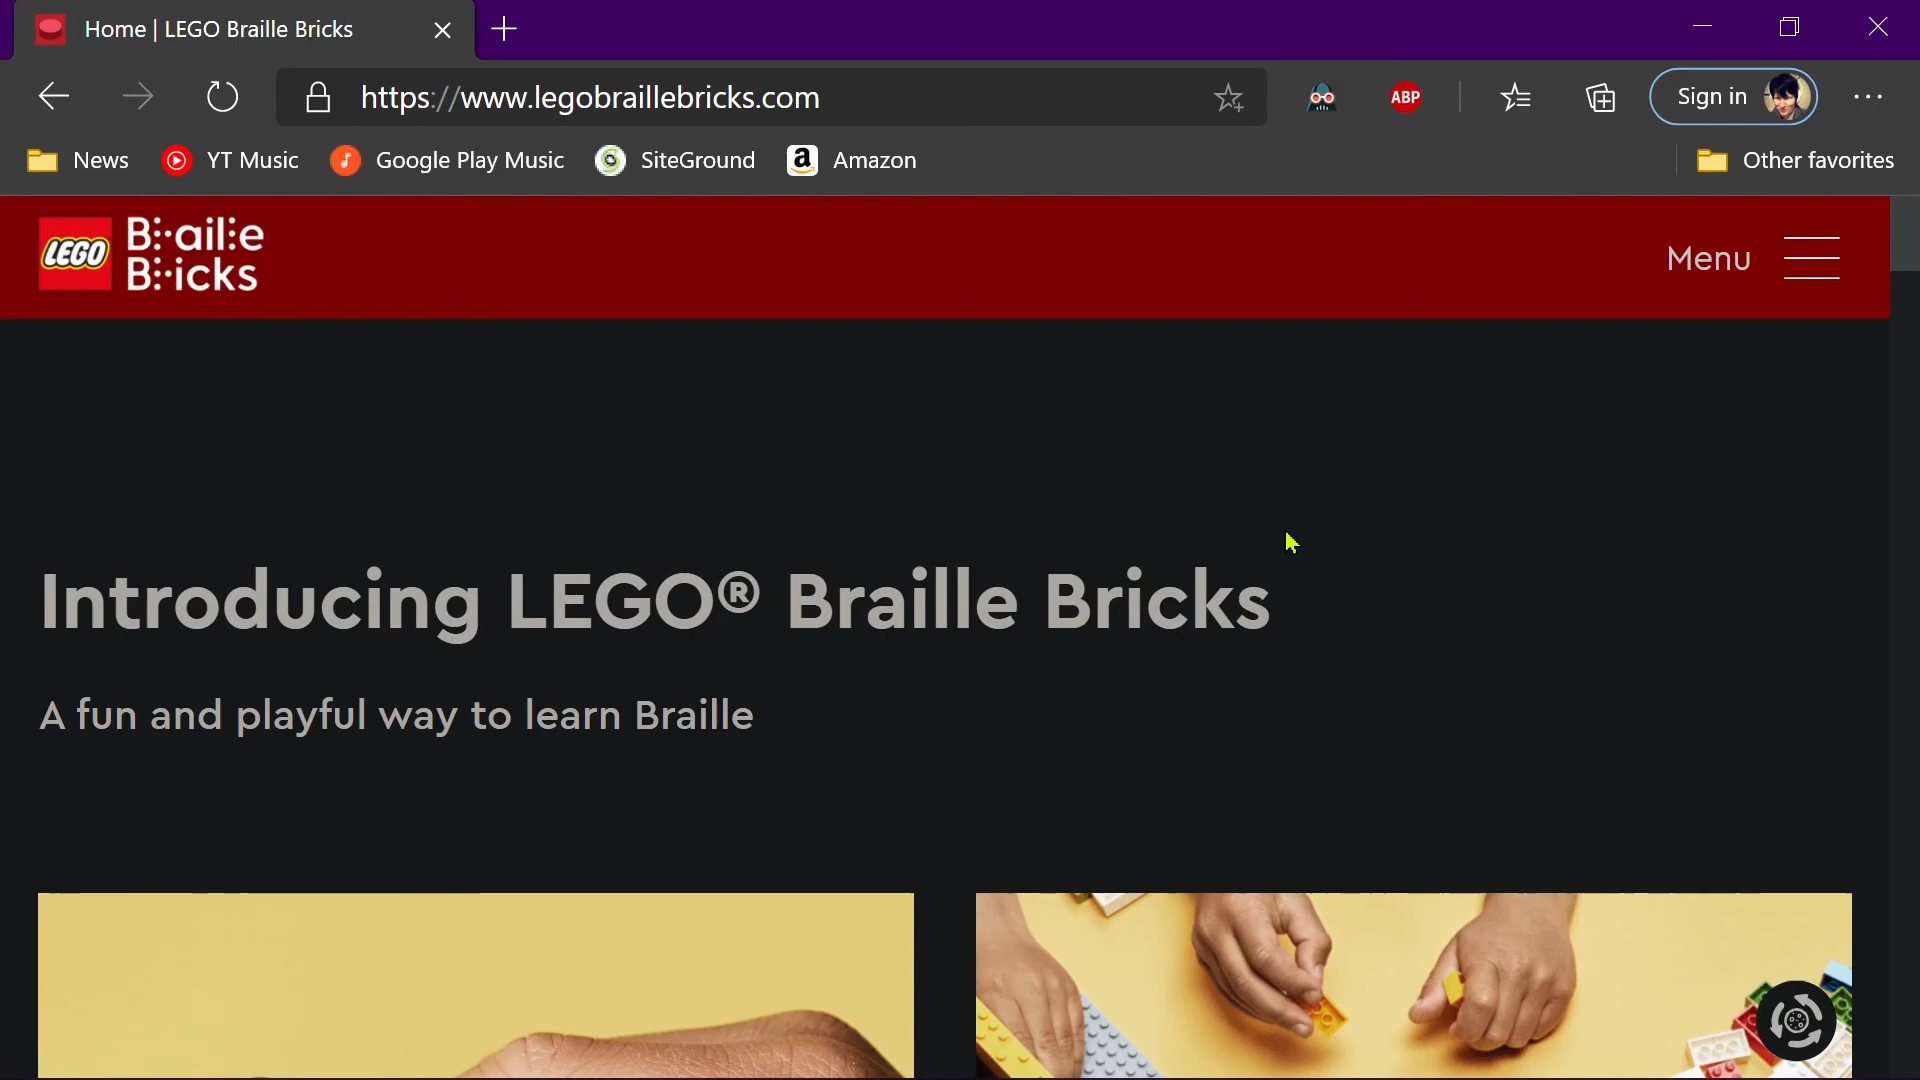 Home | LEGO Braille Bricks
https://www.legobraillebricks.com
ABP
Sign in
News
YT Music
Google Play Music
SiteGround
a
Amazon
Other favorites
LEGO
B⠗ail⠇e
B⠗icks
Menu
Introducing LEGO® Braille Bricks
A fun and playful way to learn Braille